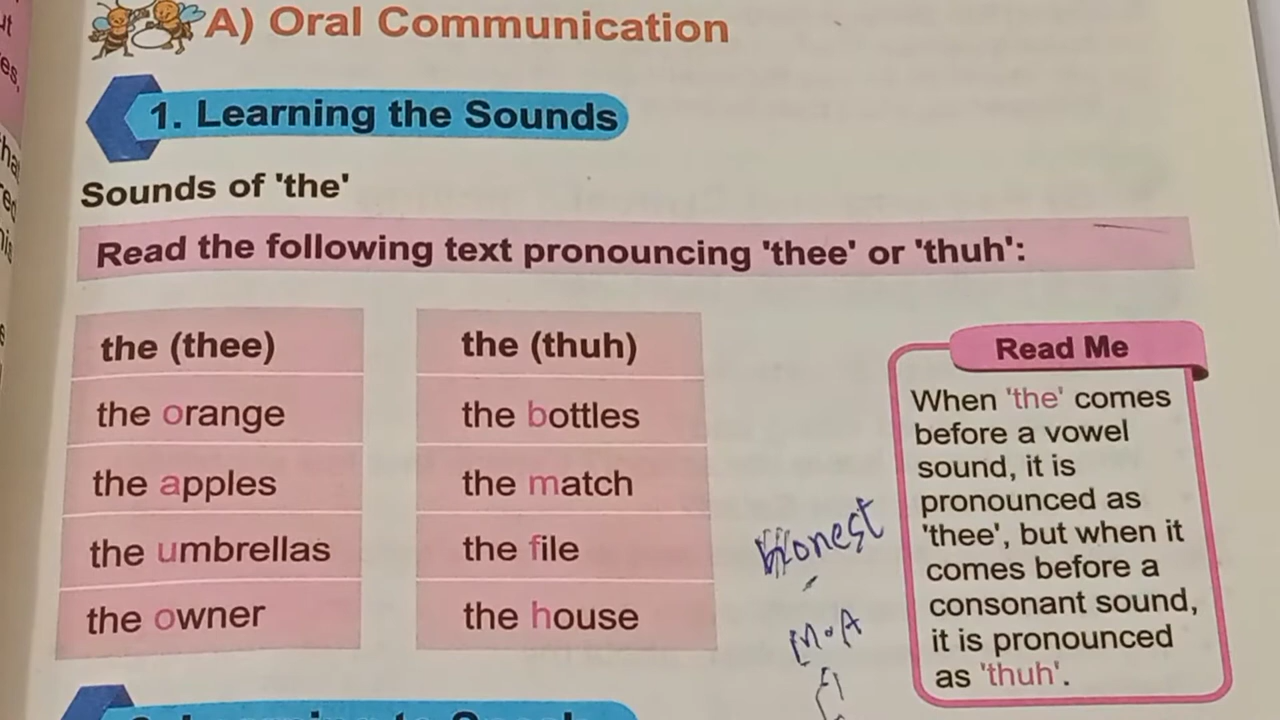 A) Oral Communication
1. Learning the Sounds
Sounds of 'the'
Read the following text pronouncing 'thee' or 'thuh':
the (thee)
the orange
the apples
the umbrellas
the owner
the (thuh)
the bottles
the match
the file
the house
Honest
M.A
Read Me
When 'the' comes
before a vowel
sound, it is
pronounced as
'thee', but when it
comes before a
consonant sound,
it is pronounced
as 'thuh'.